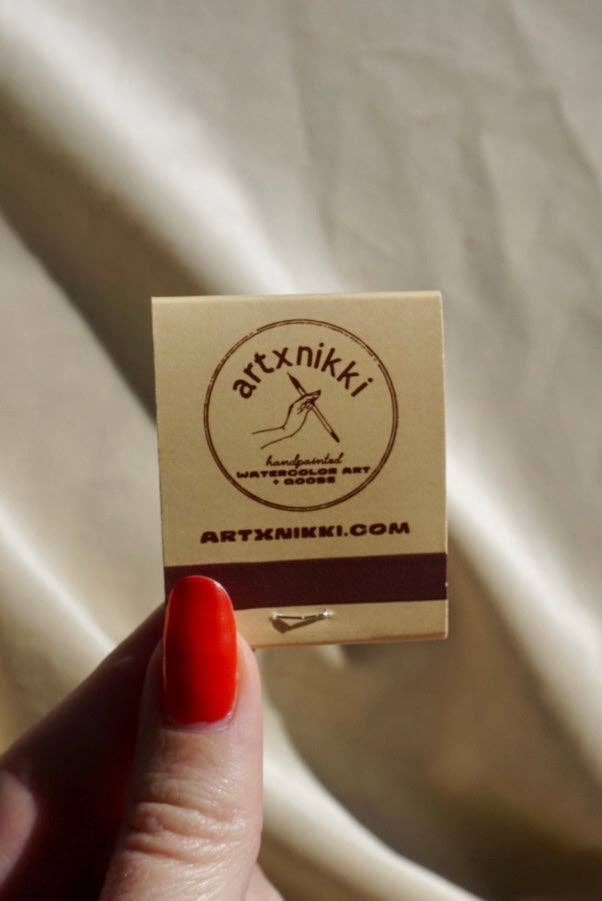 artxnikki
handpainted
WATERCOLOR ART
+ GOODS
ARTXNIKKI.COM